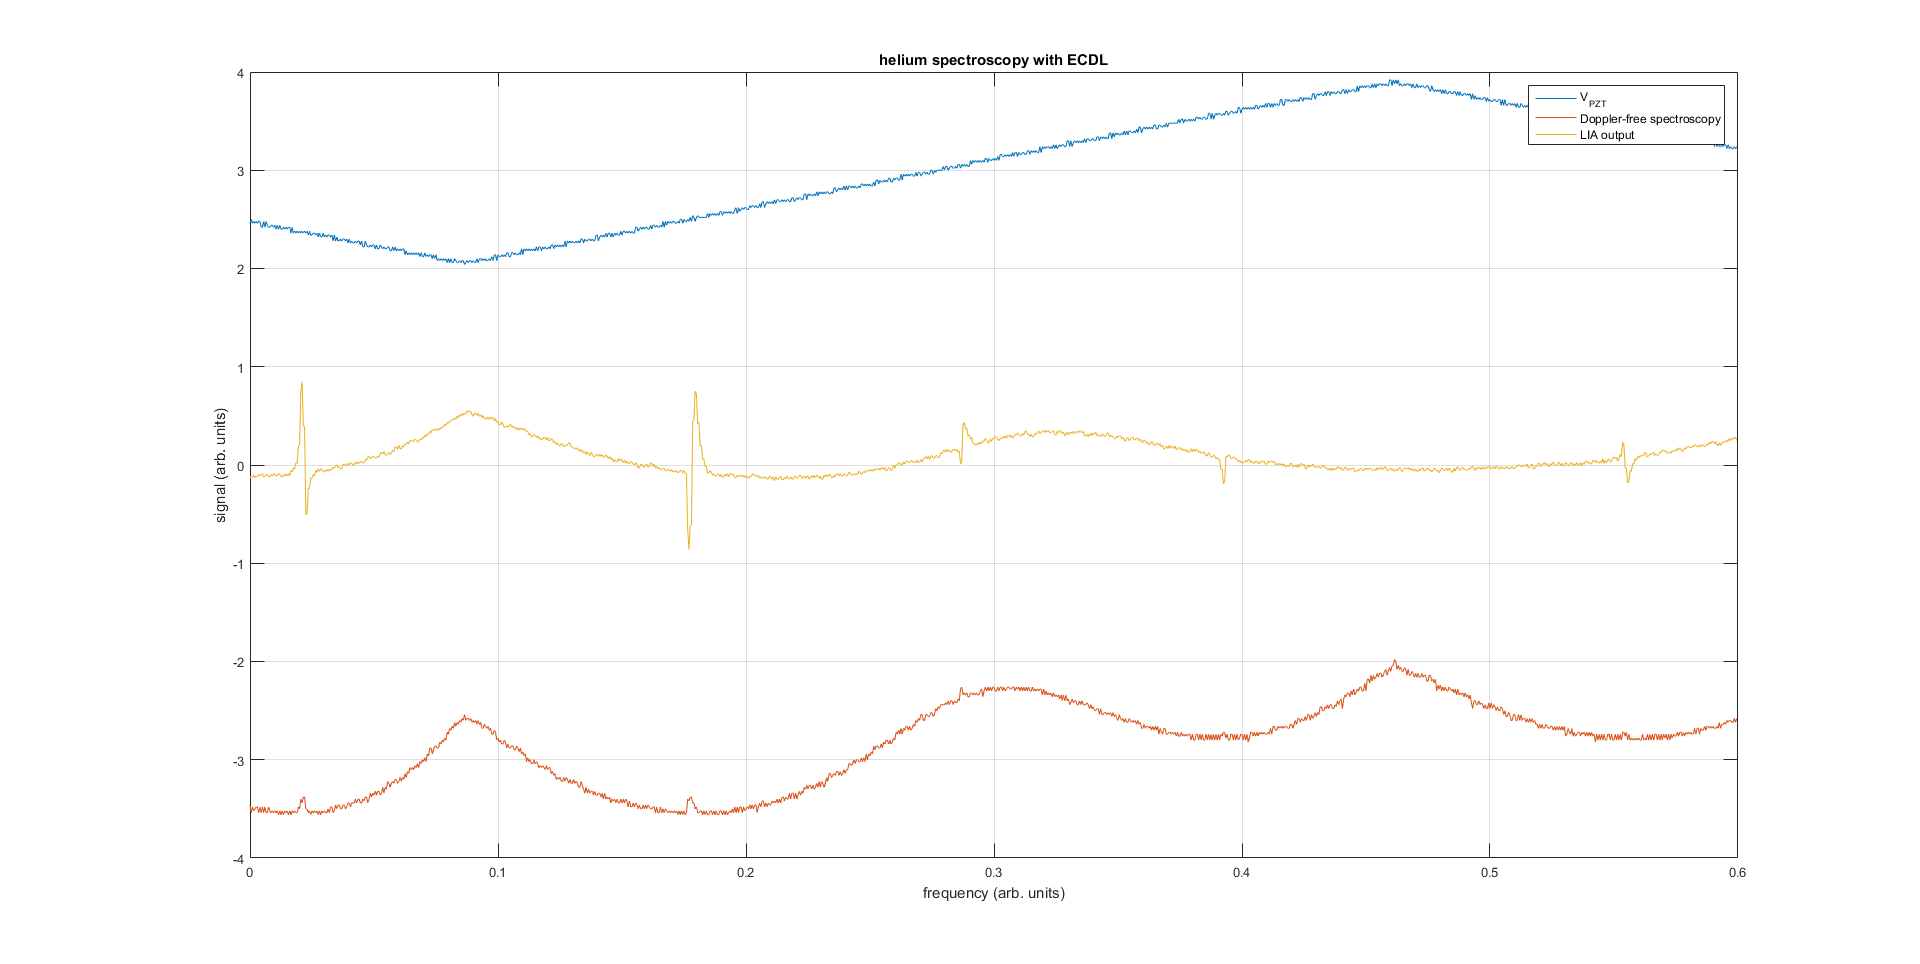 helium spectroscopy with ECDL
4
3
2
1
0
-1
-2
-3
-4
signal (arb. units)
V_PZT
Doppler-free spectroscopy
LIA output
0 0.1 0.2 0.3 0.4 0.5 0.6
frequency (arb. units)